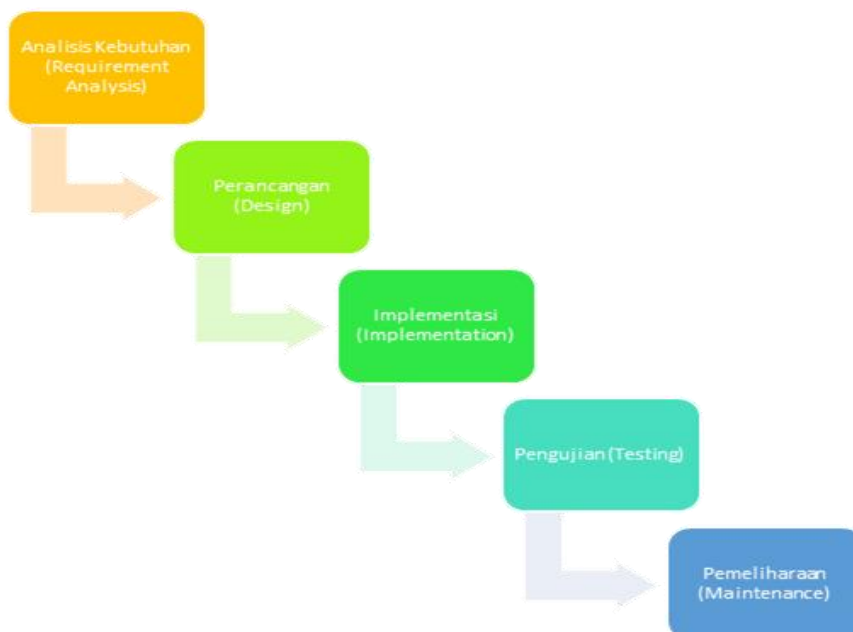 Analisis Kebutuhan
(Requirement
Analysis)
Perancangan
(Design)
Implementasi
(Implementation)
Pengujian (Testing)
Pemeliharaan
(Maintenance)